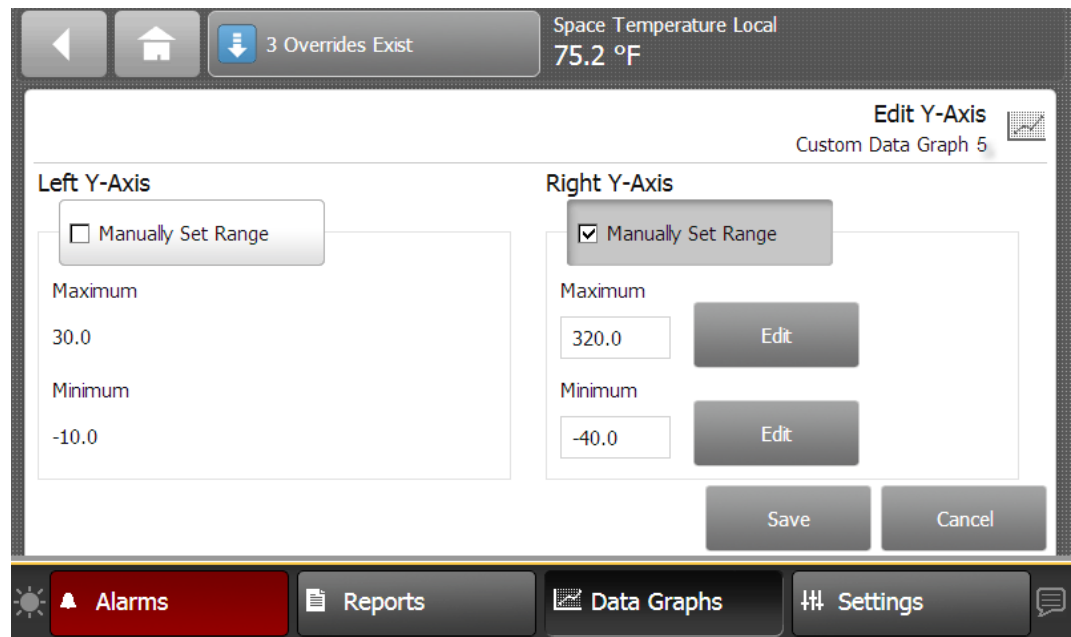 3 Overrides Exist
Space Temperature Local
75.2 °F
Edit Y-Axis
Custom Data Graph 5
Left Y-Axis
Manually Set Range
Maximum
30.0
Minimum
-10.0
Right Y-Axis
Manually Set Range
Maximum
320.0
Edit
Minimum
-40.0
Edit
Save
Cancel
Alarms
Reports
Data Graphs
Settings